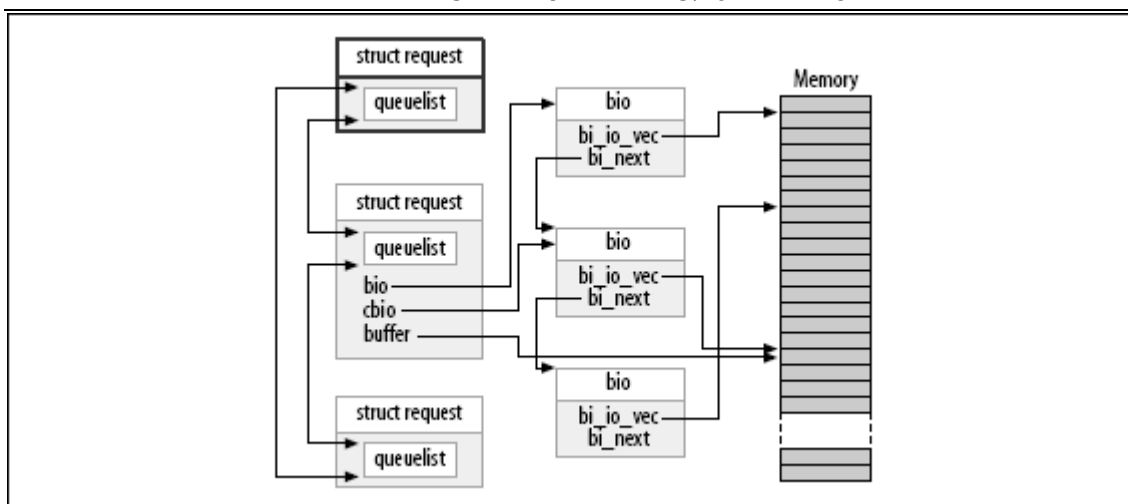 struct request
queuelist
struct request
queuelist
bio
cbio
buffer
struct request
queuelist
bio
bi_io_vec
bi_next
bio
bi_io_vec
bi_next
bio
bi_io_vec
bi_next
Memory